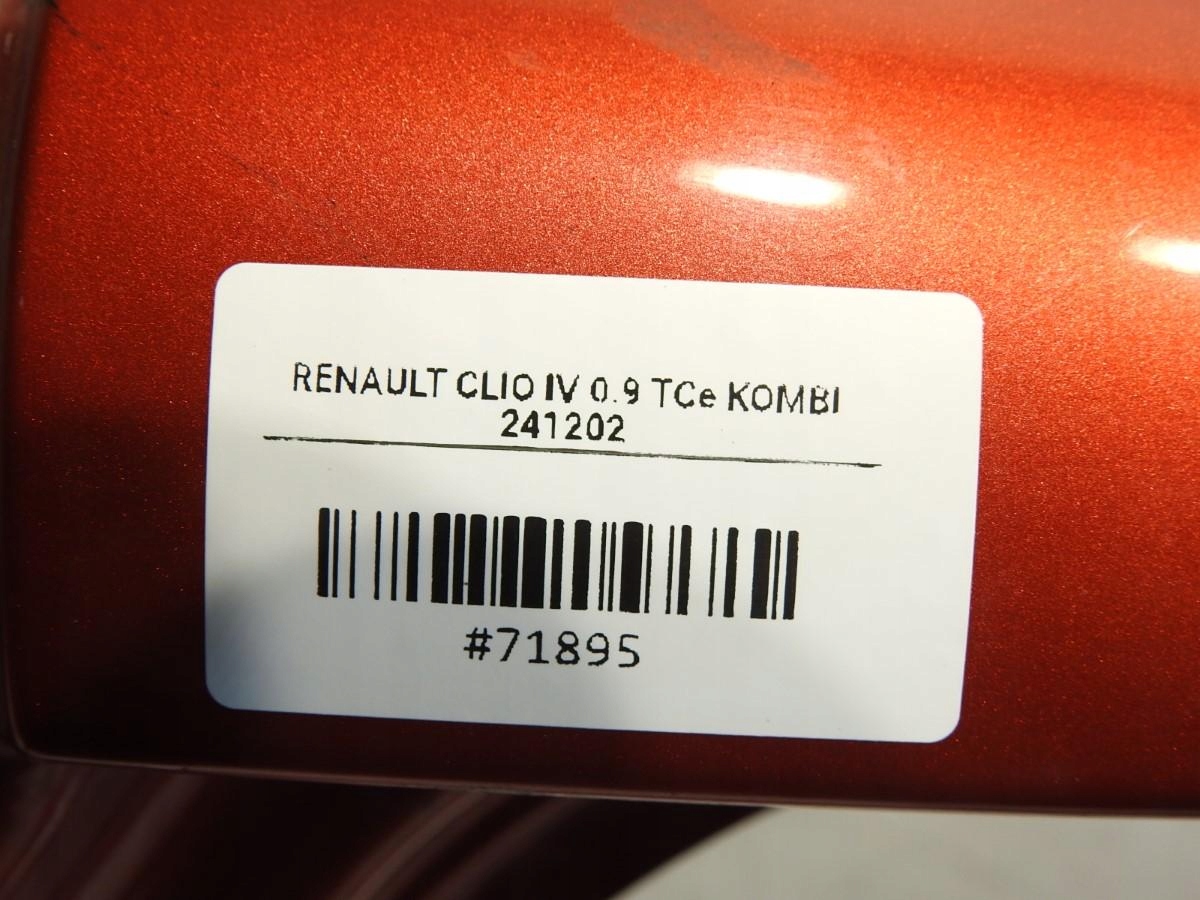 RENAULT CLIO IV 0.9 TCe KOMBI
241202
#71895